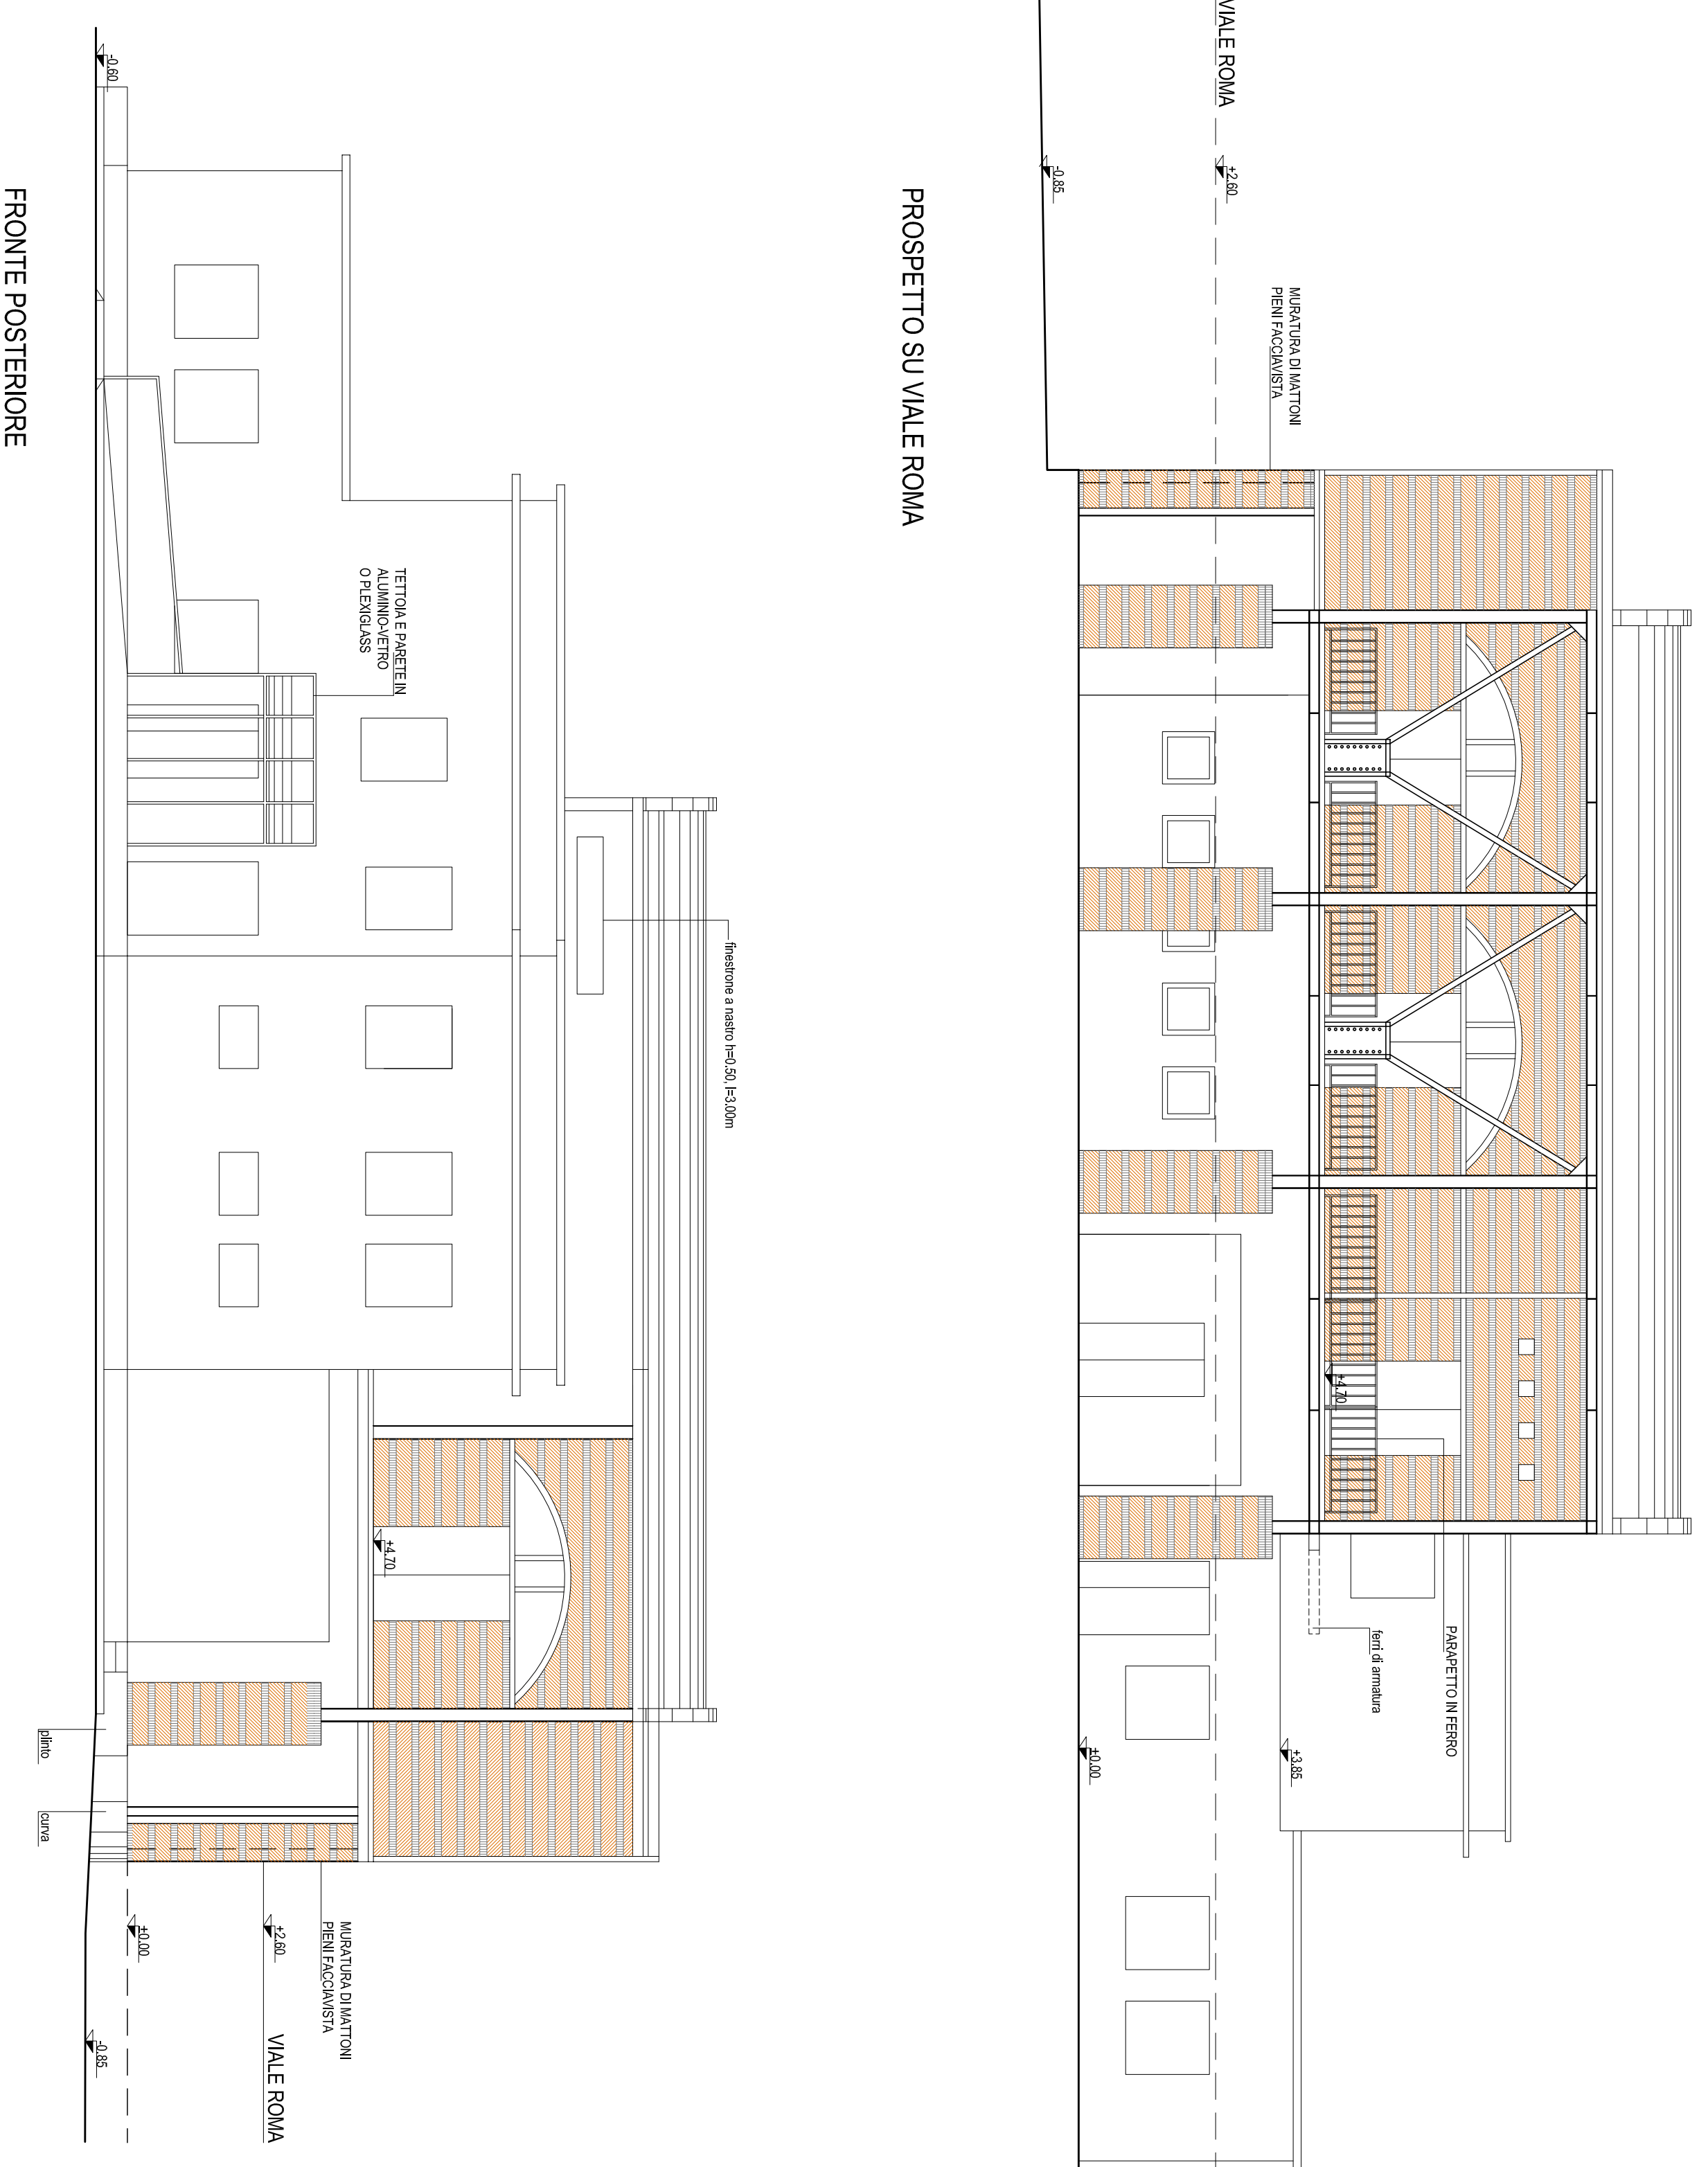 VIALE ROMA
+2.60
-0.85
MURATURA DI MATTONI
PIENI FACCIAVISTA
+4.70
PARAPETTO IN FERRO
ferri di armatura
+3.85
±0.00
PROSPETTO SU VIALE ROMA
finestrone a nastro h=0.50, l=3.00m
TETTOIA E PARETE IN
ALUMINIO-VETRO
O PLEXIGLASS
-0.60
+4.70
MURATURA DI MATTONI
PIENI FACCIAVISTA
VIALE ROMA
+2.60
±0.00
-0.85
plinto
curva
FRONTE POSTERIORE